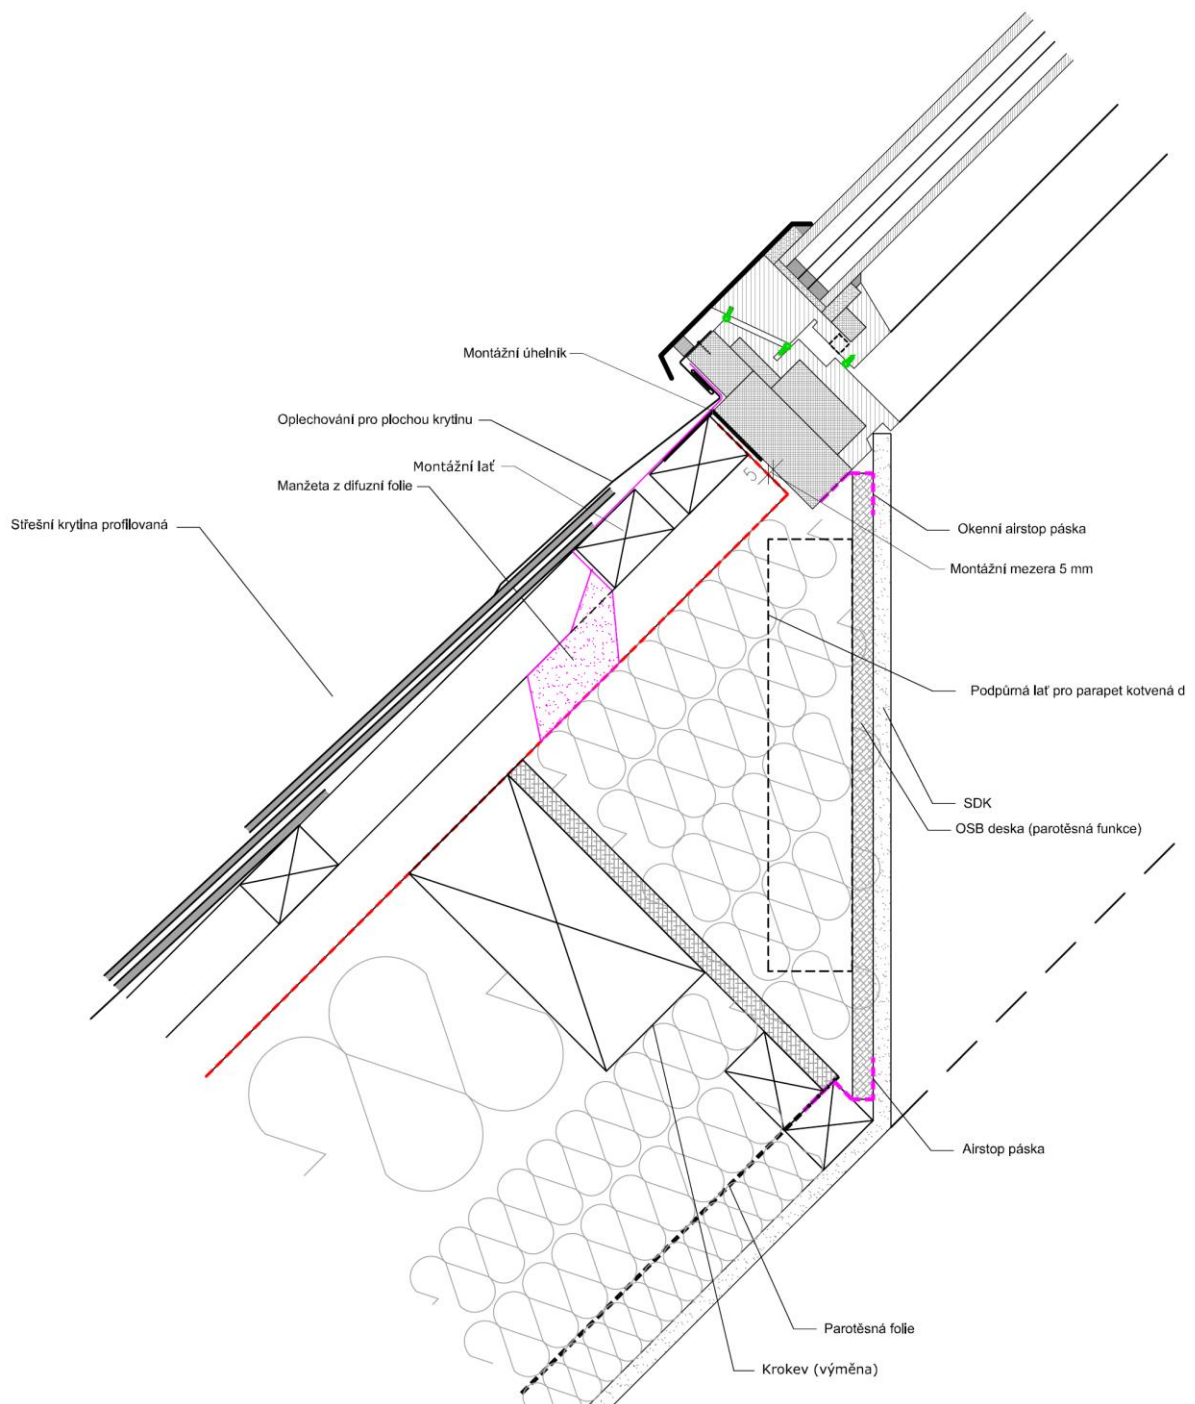 Montážní úhelník
Oplechování pro plochou krytinu
Montážní lať
Manžeta z difuzní folie
Střešní krytina profilovaná
5
Okenní airstop páska
Montážní mezera 5 mm
Podpůrná lať pro parapet kotvená d
SDK
OSB deska (parotěsná funkce)
Airstop páska
Parotěsná folie
Krokev (výměna)